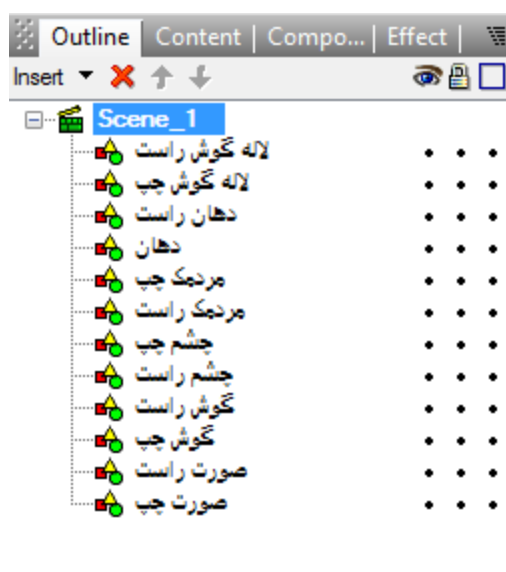 Outline Content | Compo... | Effect |
Insert
Scene_1
لاله گوش راست
لاله گوش چپ
دهان راست
دهان
مردمک چپ
مردمک راست
چشم چپ
چشم راست
گوش راست
گوش چپ
صورت راست
صورت چپ